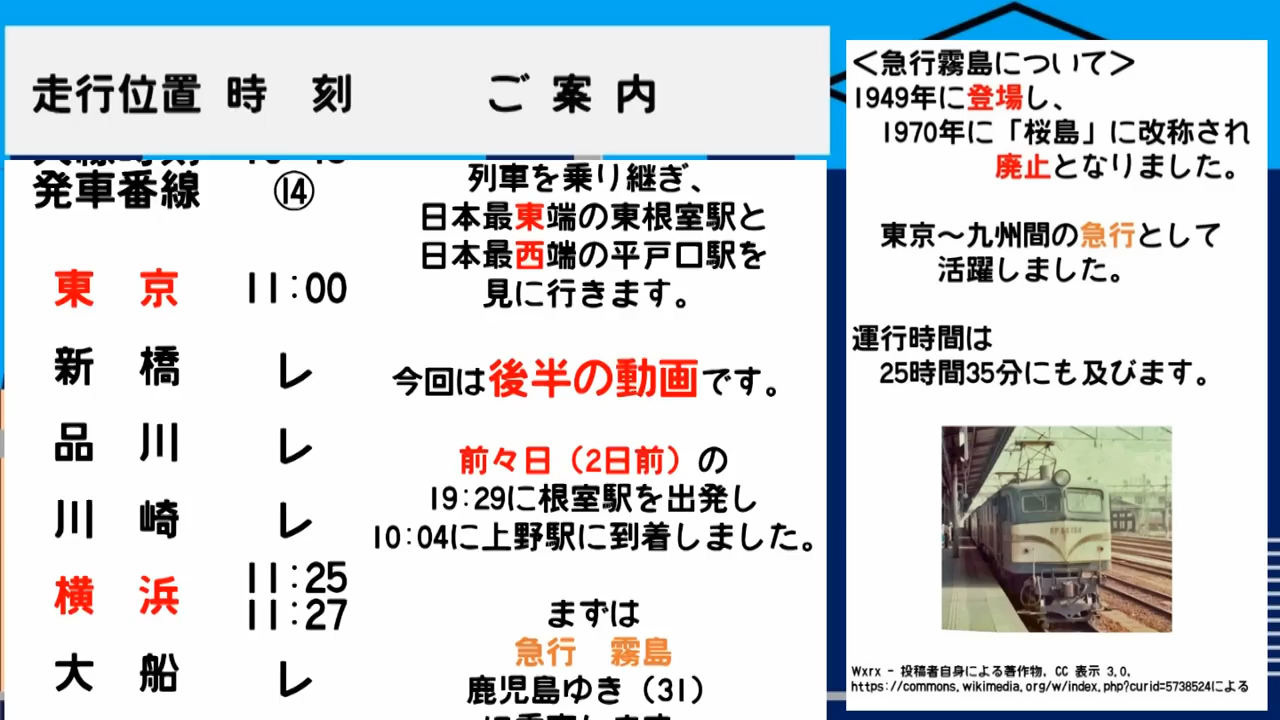 走行位置 時 刻 ご 案 内
発車番線 ⑭
東 京 11:00
新 橋 レ
品 川 レ
川 崎 レ
横 浜 11:25
11:27
大 船 レ
列車を乗り継ぎ、
日本最東端の東根室駅と
日本最西端の平戸口駅を
見に行きます。
今回は後半の動画です。
前々日（2日前）の
19:29に根室駅を出発し
10:04に上野駅に到着しました。
まずは
急行 霧島
鹿児島ゆき（31）
＜急行霧島について＞
1949年に登場し、
1970年に「桜島」に改称され
廃止となりました。
東京～九州間の急行として
活躍しました。
運行時間は
25時間35分にも及びます。
Wxrx - 投稿者自身による著作物, CC 表示 3.0,
https://commons.wikimedia.org/w/index.php?curid=5738524による